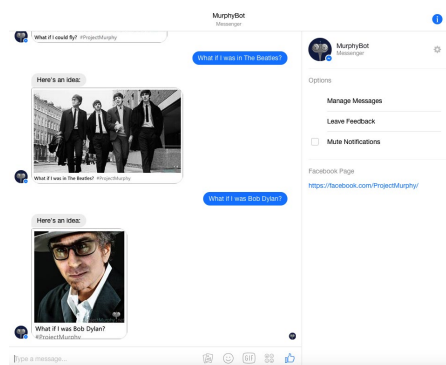 MurphyBot
Messenger
What if I could fly? #ProjectMurphy
What if I was in The Beatles?
Here's an idea:
What if I was in The Beatles? #ProjectMurphy
What if I was Bob Dylan?
Here's an idea:
What if I was Bob Dylan?
#ProjectMurphy
Type a message...
GIF
i
MurphyBot
Messenger
Options
Manage Messages
Leave Feedback
Mute Notifications
Facebook Page
https://facebook.com/ProjectMurphy/